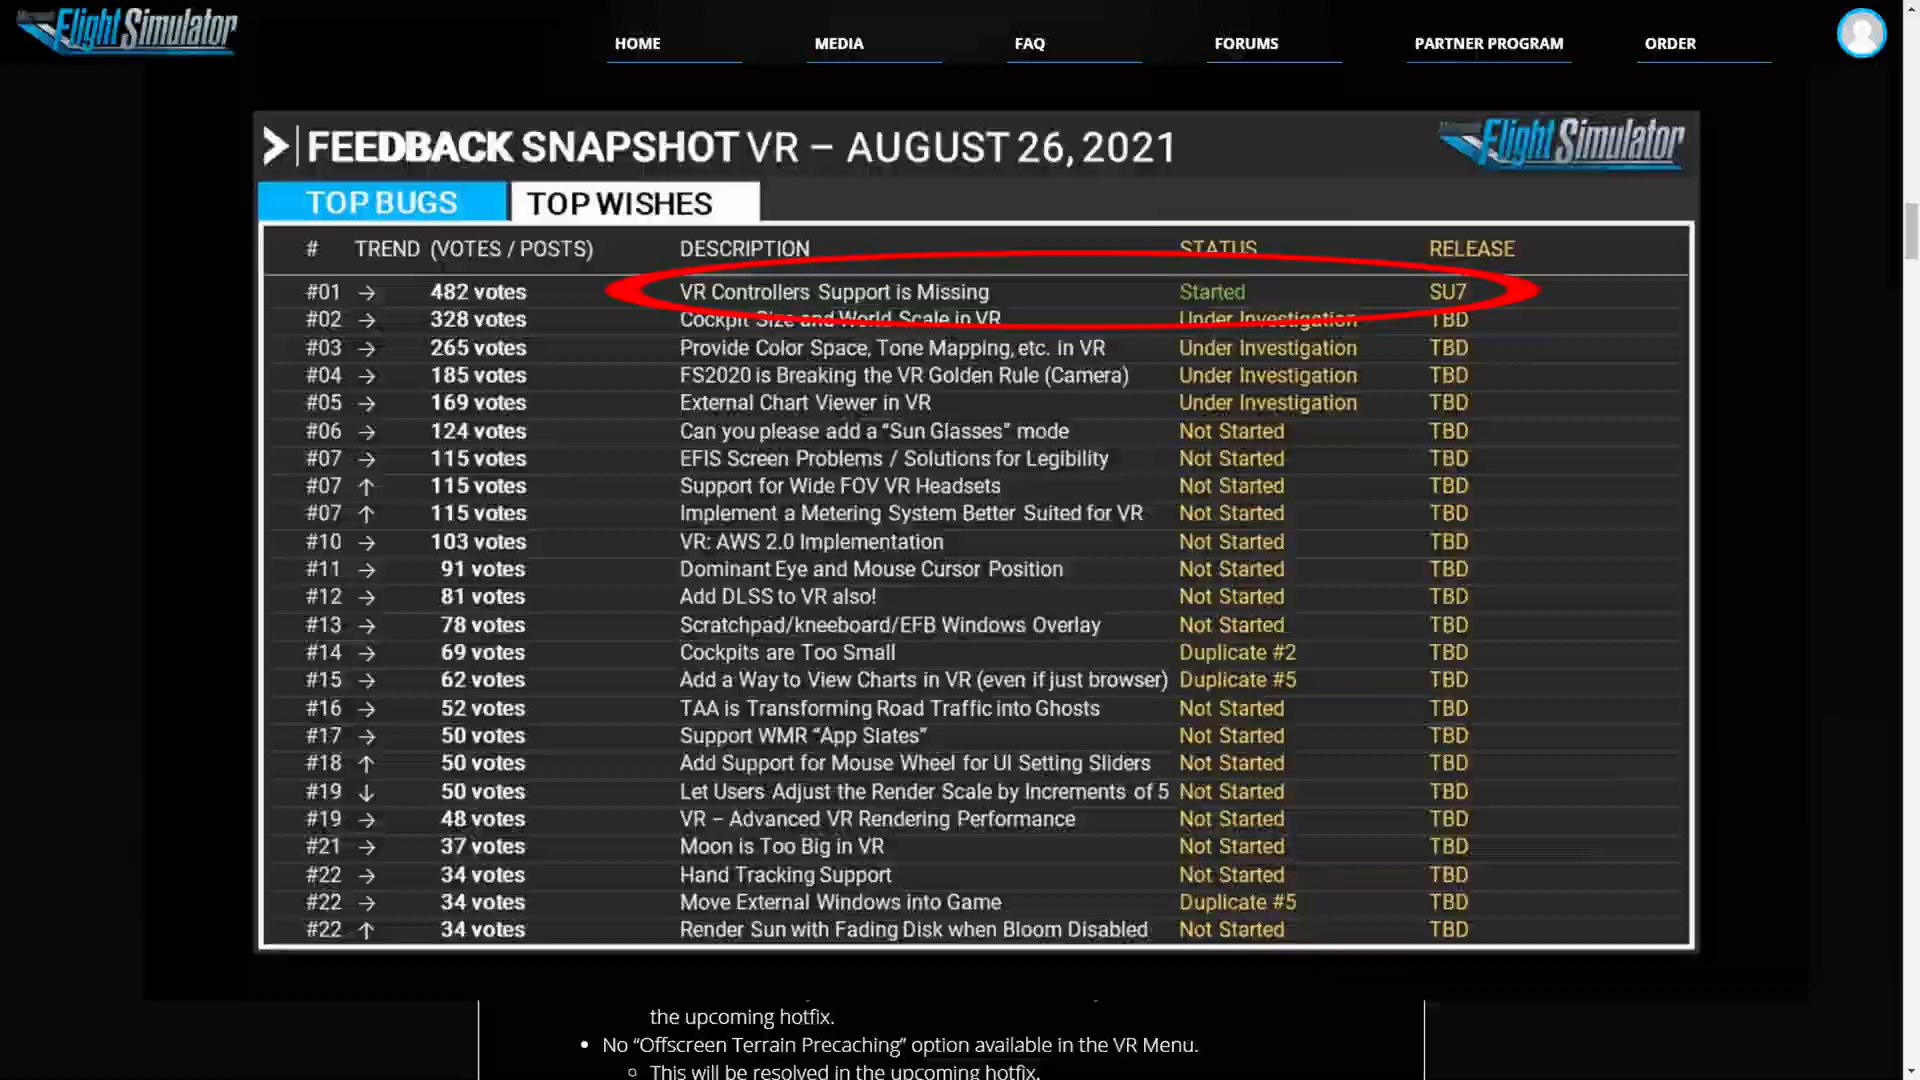 Microsoft
Flight Simulator
HOME MEDIA FAQ FORUMS PARTNER PROGRAM ORDER
FEEDBACK SNAPSHOT VR – AUGUST 26, 2021
Flight Simulator
TOP BUGS TOP WISHES
# TREND (VOTES / POSTS) DESCRIPTION STATUS RELEASE
#01 → 482 votes VR Controllers Support is Missing Started SU7
#02 → 328 votes Cockpit Size and World Scale in VR Under Investigation TBD
#03 → 265 votes Provide Color Space, Tone Mapping, etc. in VR Under Investigation TBD
#04 → 185 votes FS2020 is Breaking the VR Golden Rule (Camera) Under Investigation TBD
#05 → 169 votes External Chart Viewer in VR Under Investigation TBD
#06 → 124 votes Can you please add a “Sun Glasses” mode Not Started TBD
#07 → 115 votes EFIS Screen Problems / Solutions for Legibility Not Started TBD
#07 ↑ 115 votes Support for Wide FOV VR Headsets Not Started TBD
#07 ↑ 115 votes Implement a Metering System Better Suited for VR Not Started TBD
#10 → 103 votes VR: AWS 2.0 Implementation Not Started TBD
#11 → 91 votes Dominant Eye and Mouse Cursor Position Not Started TBD
#12 → 81 votes Add DLSS to VR also! Not Started TBD
#13 → 78 votes Scratchpad/kneeboard/EFB Windows Overlay Not Started TBD
#14 → 69 votes Cockpits are Too Small Duplicate #2 TBD
#15 → 62 votes Add a Way to View Charts in VR (even if just browser) Duplicate #5 TBD
#16 → 52 votes TAA is Transforming Road Traffic into Ghosts Not Started TBD
#17 → 50 votes Support WMR “App Slates” Not Started TBD
#18 ↑ 50 votes Add Support for Mouse Wheel for UI Setting Sliders Not Started TBD
#19 ↓ 50 votes Let Users Adjust the Render Scale by Increments of 5 Not Started TBD
#19 → 48 votes VR – Advanced VR Rendering Performance Not Started TBD
#21 → 37 votes Moon is Too Big in VR Not Started TBD
#22 → 34 votes Hand Tracking Support Not Started TBD
#22 → 34 votes Move External Windows into Game Duplicate #5 TBD
#22 ↑ 34 votes Render Sun with Fading Disk when Bloom Disabled Not Started TBD
the upcoming hotfix.
• No “Offscreen Terrain Precaching” option available in the VR Menu.
○ This will be resolved in the upcoming hotfix.